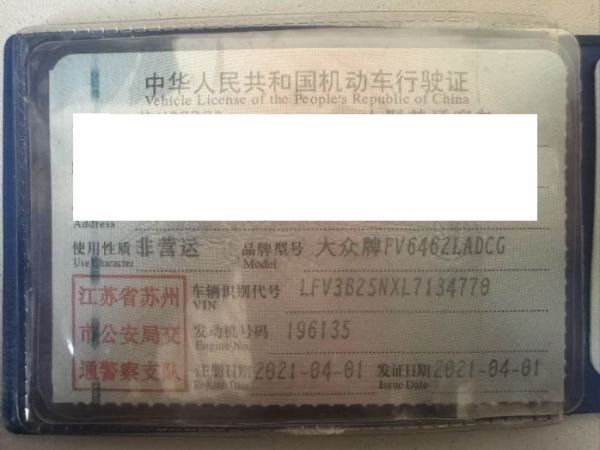 中华人民共和国机动车行驶证
Vehicle License of the People's Republic of China
Address
使用性质 非营运 品牌型号 大众牌FV6462LADCG
Use Character Model
江苏省苏州 车辆识别代号 LFV3B25NXL7134770
VIN
市公安局交 发动机号码 196135
Engine No.
通警察支队 注册日期 2021-04-01 发证日期 2021-04-01
Register Date Issue Date